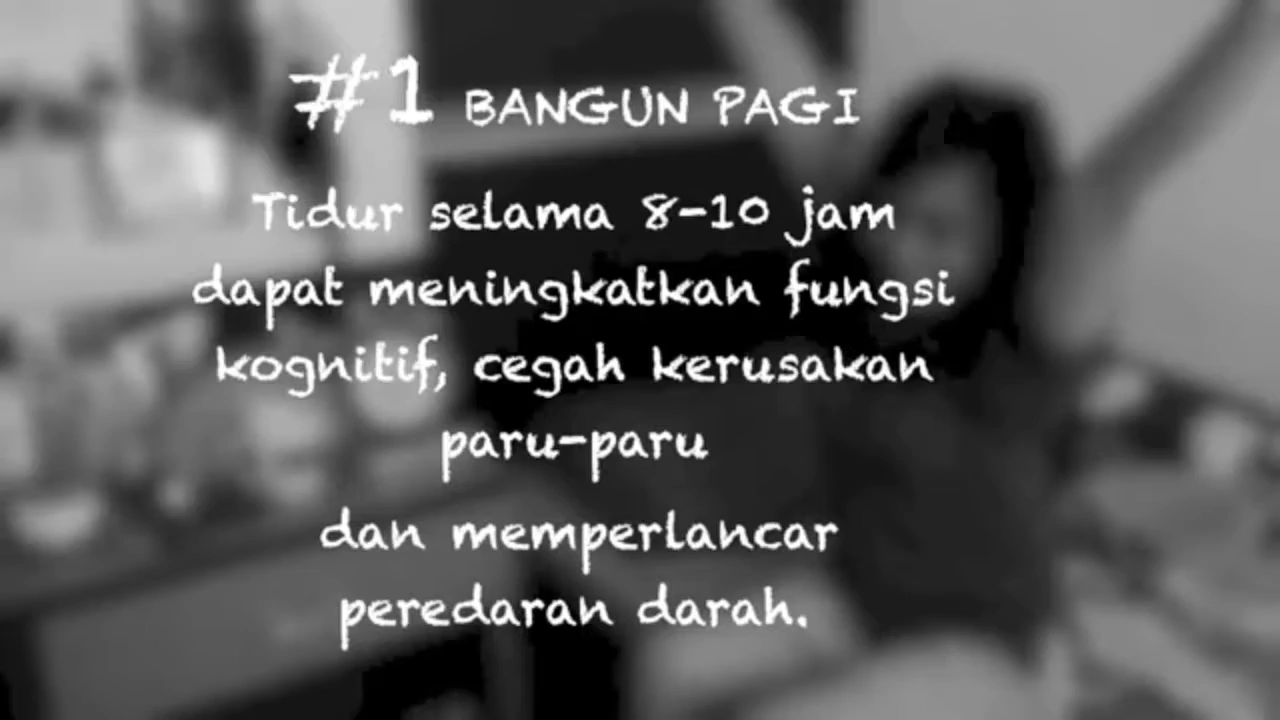 #1 BANGUN PAGI
Tidur selama 8-10 jam
dapat meningkatkan fungsi
kognitif, cegah kerusakan
paru-paru
dan memperlancar
peredaran darah.